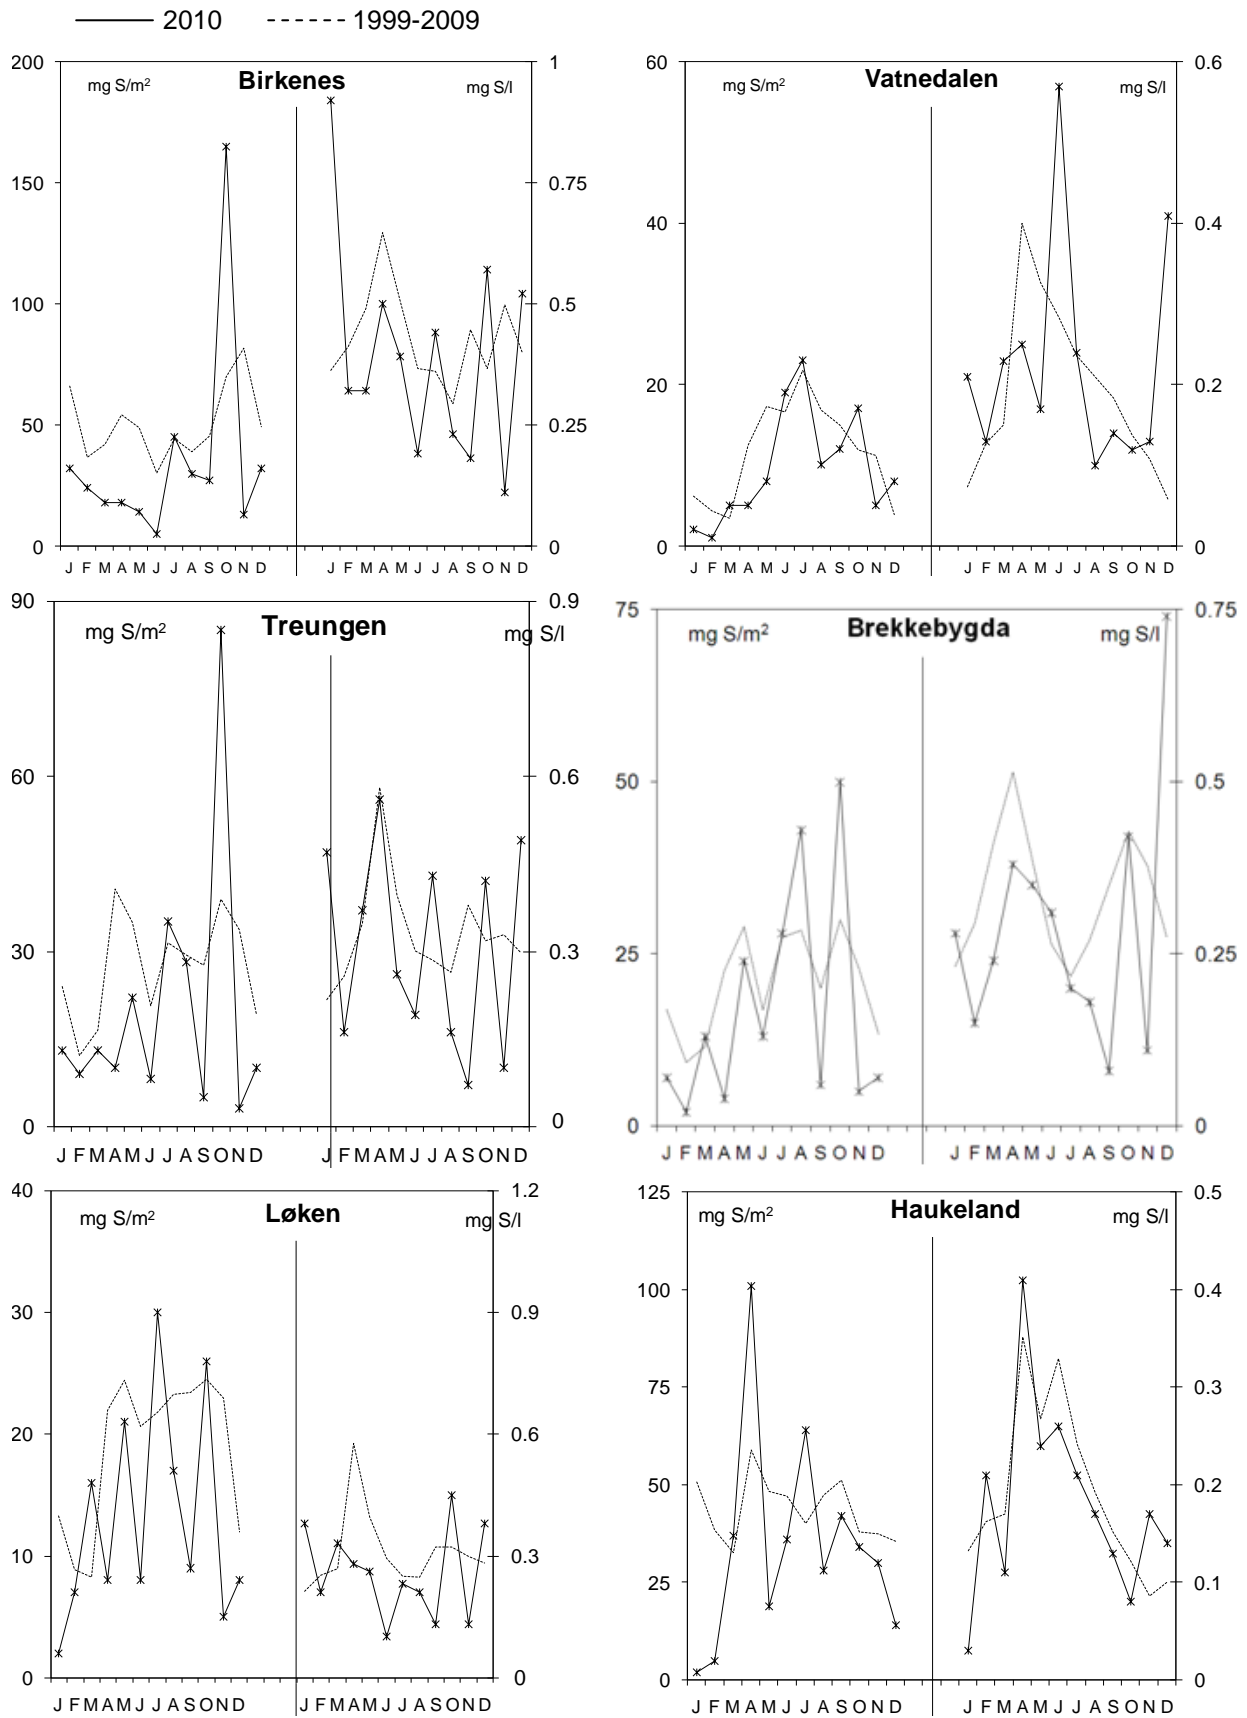 2010 1999-2009
Birkenes
mg S/m²
mg S/l
200
150
100
50
0
1
0.75
0.5
0.25
0
J F M A M J J A S O N D
J F M A M J J A S O N D
Vatnedalen
mg S/m²
mg S/l
60
40
20
0
0.6
0.4
0.2
0
J F M A M J J A S O N D
J F M A M J J A S O N D
Treungen
mg S/m²
mg S/l
90
60
30
0
0.9
0.6
0.3
0
J F M A M J J A S O N D
J F M A M J J A S O N D
Brekkebygda
mg S/m²
mg S/l
75
50
25
0
0.75
0.5
0.25
0
J F M A M J J A S O N D
J F M A M J J A S O N D
Løken
mg S/m²
mg S/l
40
30
20
10
0
1.2
0.9
0.6
0.3
0
J F M A M J J A S O N D
J F M A M J J A S O N D
Haukeland
mg S/m²
mg S/l
125
100
75
50
25
0
0.5
0.4
0.3
0.2
0.1
0
J F M A M J J A S O N D
J F M A M J J A S O N D